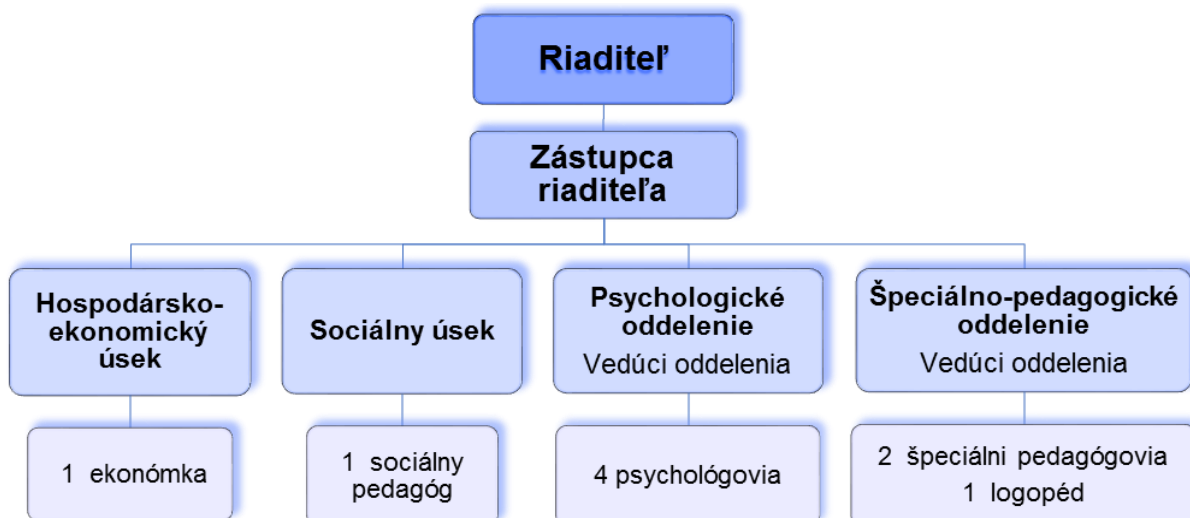 Riaditeľ
Zástupca
riaditeľa
Hospodársko-
ekonomický
úsek
Sociálny úsek
Psychologické
oddelenie
Vedúci oddelenia
Špeciálno-pedagogické
oddelenie
Vedúci oddelenia
1 ekonómka
1 sociálny
pedagóg
4 psychológovia
2 špeciálni pedagógovia
1 logopéd